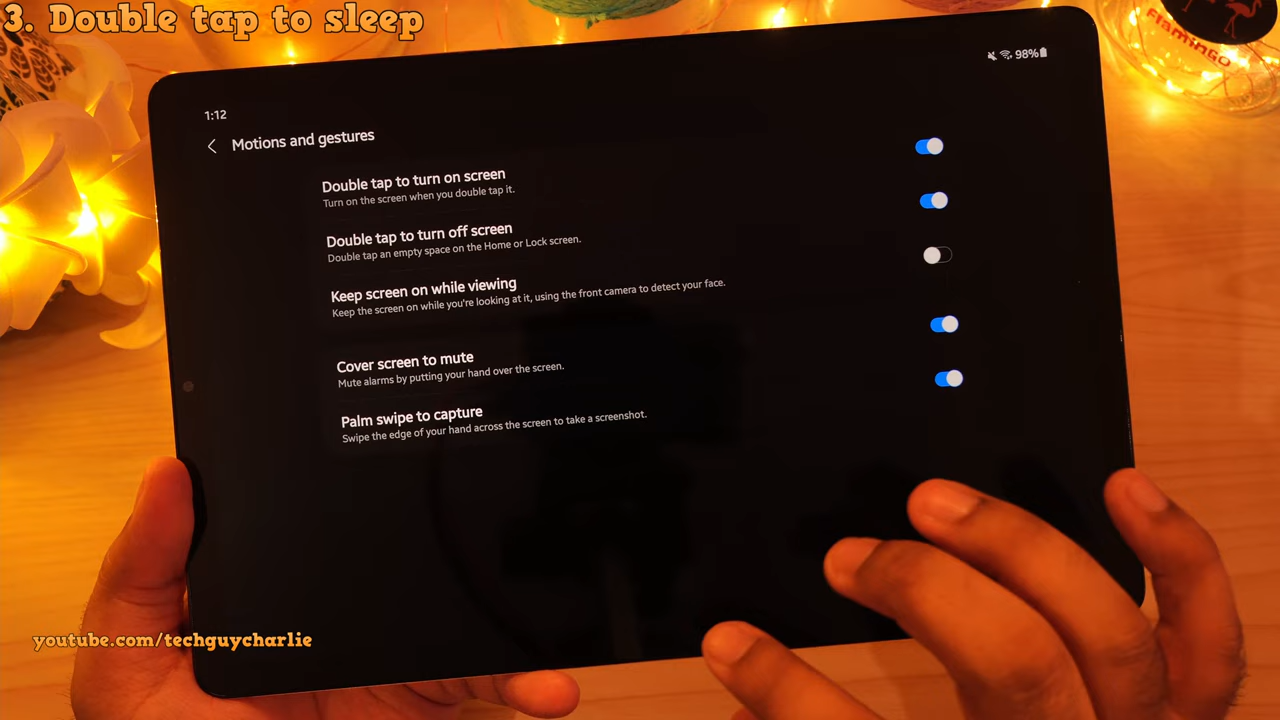 3. Double tap to sleep
FlaminGO
98%
1:12
Motions and gestures
Double tap to turn on screen
Turn on the screen when you double tap it.
Double tap to turn off screen
Double tap an empty space on the Home or Lock screen.
Keep screen on while viewing
Keep the screen on while you're looking at it, using the front camera to detect your face.
Cover screen to mute
Mute alarms by putting your hand over the screen.
Palm swipe to capture
Swipe the edge of your hand across the screen to take a screenshot.
youtube.com/techguycharlie